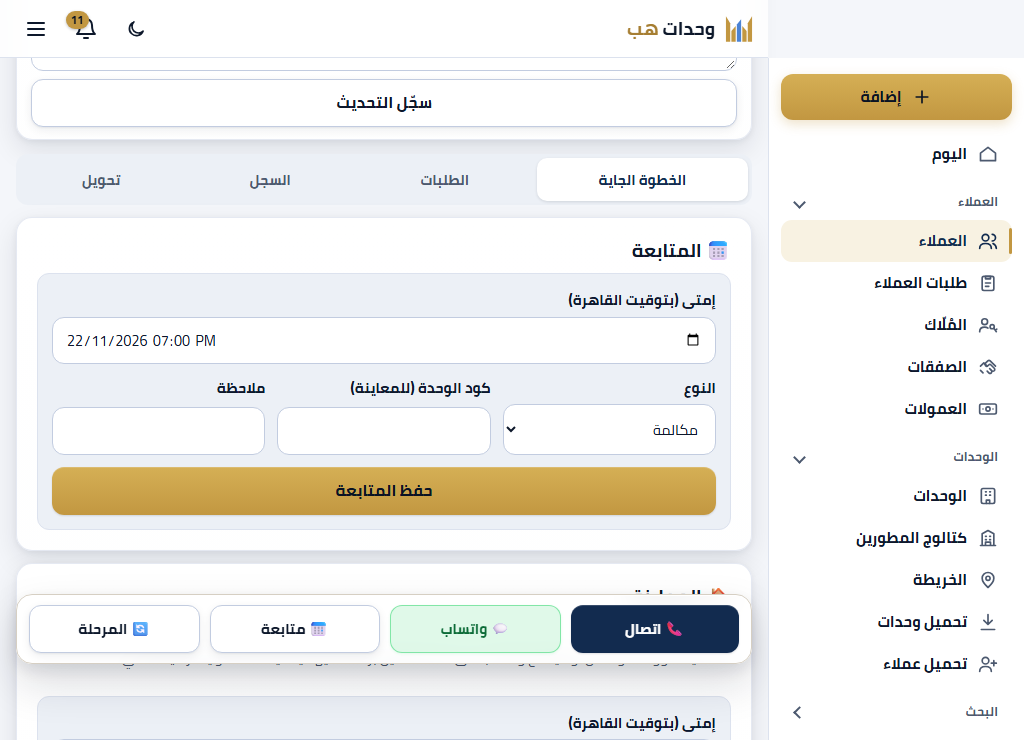 وحدات هب
11
إضافة
اليوم
العملاء
العملاء
طلبات العملاء
المُلّاك
الصفقات
العمولات
الوحدات
الوحدات
كتالوج المطورين
الخريطة
تحميل وحدات
تحميل عملاء
البحث
سجّل التحديث
الخطوة الجاية
الطلبات
السجل
تحويل
المتابعة
إمتى (بتوقيت القاهرة)
22/11/2026 07:00 PM
النوع
كود الوحدة (للمعاينة)
ملاحظة
مكالمة
حفظ المتابعة
اتصال
واتساب
متابعة
المرحلة
إمتى (بتوقيت القاهرة)